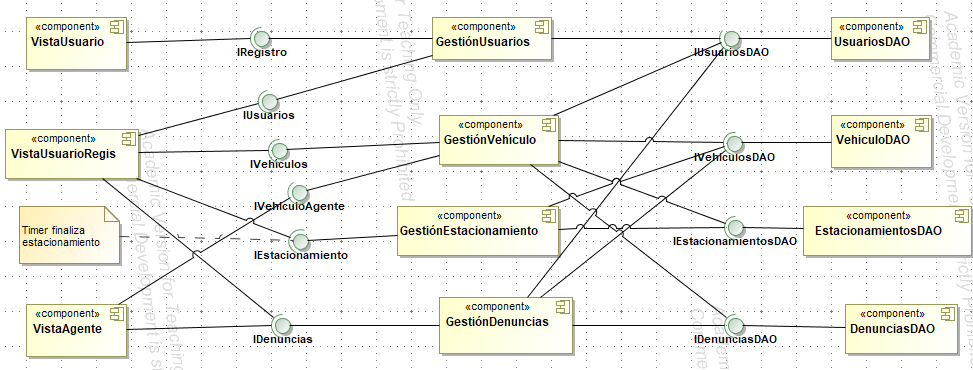 «component»
VistaUsuario
IRegistro
«component»
GestiónUsuarios
IUsuariosDAO
«component»
UsuariosDAO
IUsuarios
«component»
VistaUsuarioRegis
IVehiculos
«component»
GestiónVehiculo
IVehiculosDAO
«component»
VehiculoDAO
IVehiculoAgente
Timer finaliza
estacionamiento
IEstacionamiento
«component»
GestiónEstacionamiento
IEstacionamientosDAO
«component»
EstacionamientosDAO
«component»
VistaAgente
IDenuncias
«component»
GestiónDenuncias
IDenunciasDAO
«component»
DenunciasDAO
Academic Version for Teaching
Commercial Development
for Teaching Only
is strictly Prohibited